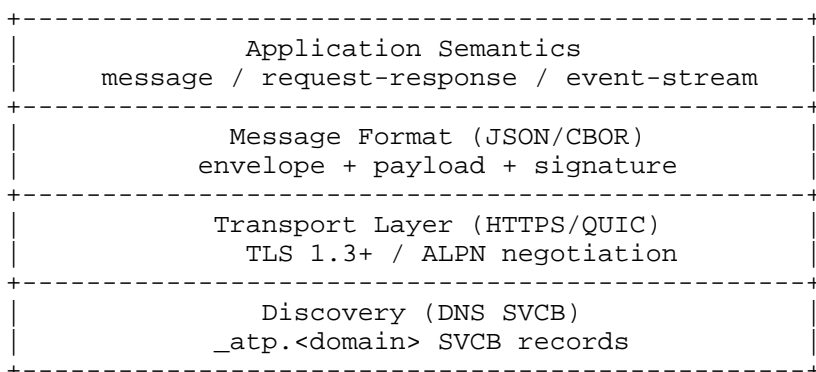 Application Semantics
message / request-response / event-stream
Message Format (JSON/CBOR)
envelope + payload + signature
Transport Layer (HTTPS/QUIC)
TLS 1.3+ / ALPN negotiation
Discovery (DNS SVCB)
_atp.<domain> SVCB records